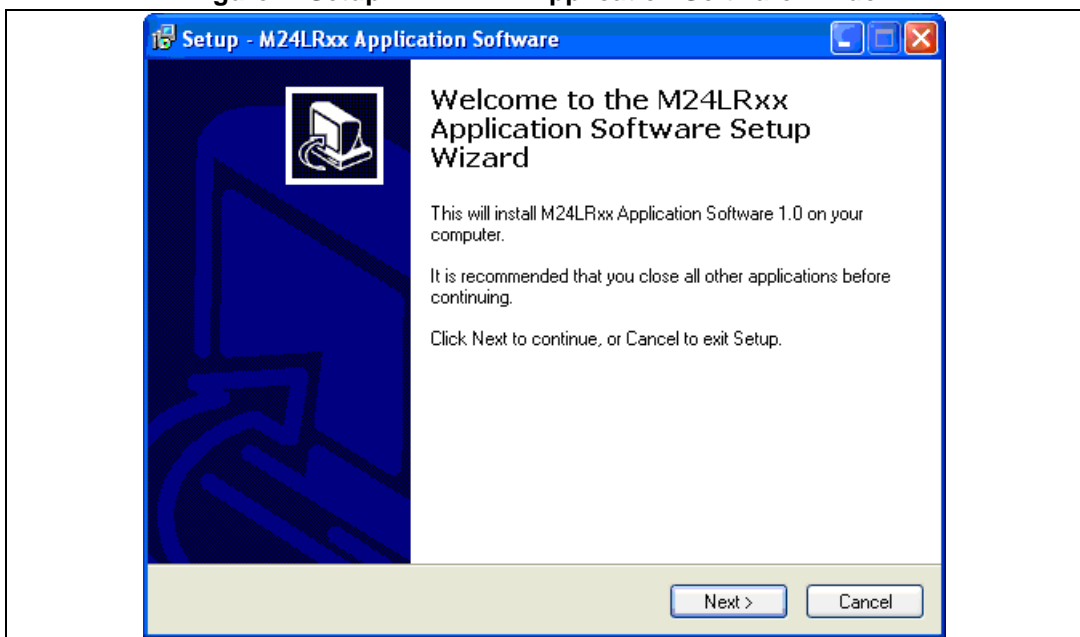 Setup - M24LRxx Application Software
Welcome to the M24LRxx
Application Software Setup
Wizard
This will install M24LRxx Application Software 1.0 on your
computer.
It is recommended that you close all other applications before
continuing.
Click Next to continue, or Cancel to exit Setup.
Next >
Cancel